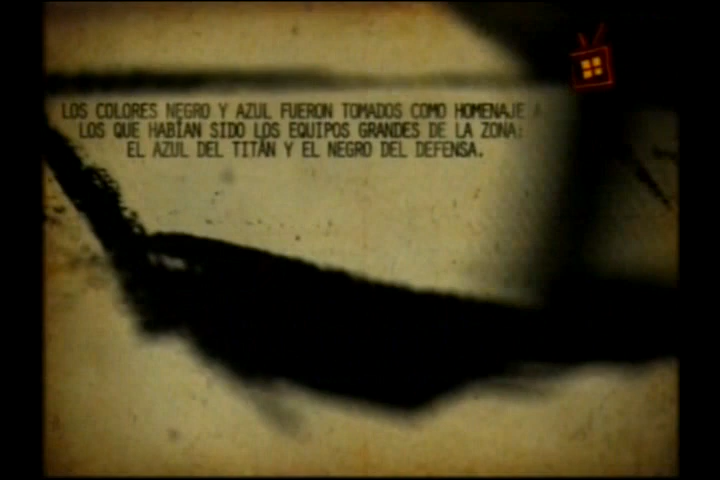 LOS COLORES NEGRO Y AZUL FUERON TOMADOS COMO HOMENAJE A
LOS QUE HABÍAN SIDO LOS EQUIPOS GRANDES DE LA ZONA:
EL AZUL DEL TITÁN Y EL NEGRO DEL DEFENSA.